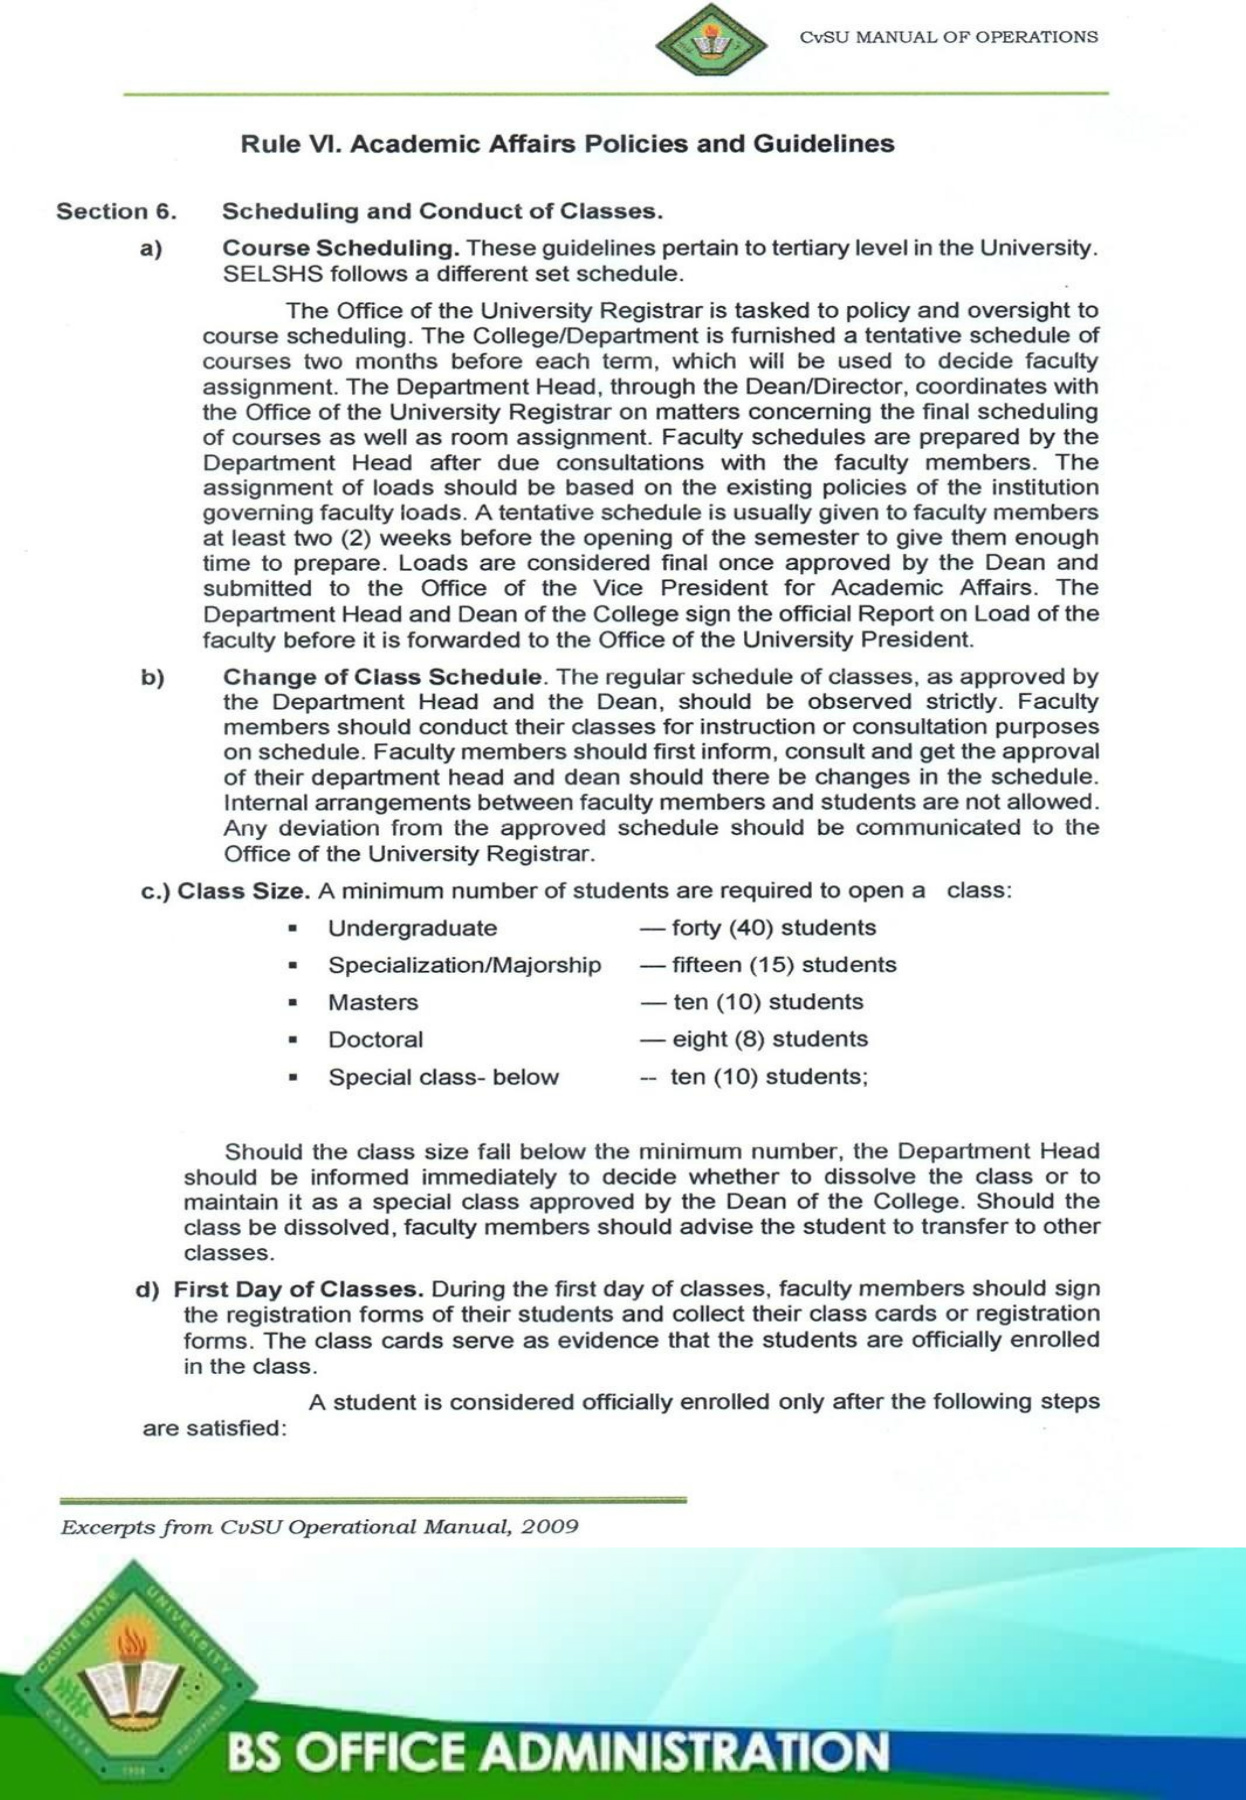 CvSU MANUAL OF OPERATIONS
Rule VI. Academic Affairs Policies and Guidelines
Section 6. Scheduling and Conduct of Classes.
a) Course Scheduling. These guidelines pertain to tertiary level in the University.
SELSHS follows a different set schedule.
The Office of the University Registrar is tasked to policy and oversight to
course scheduling. The College/Department is furnished a tentative schedule of
courses two months before each term, which will be used to decide faculty
assignment. The Department Head, through the Dean/Director, coordinates with
the Office of the University Registrar on matters concerning the final scheduling
of courses as well as room assignment. Faculty schedules are prepared by the
Department Head after due consultations with the faculty members. The
assignment of loads should be based on the existing policies of the institution
governing faculty loads. A tentative schedule is usually given to faculty members
at least two (2) weeks before the opening of the semester to give them enough
time to prepare. Loads are considered final once approved by the Dean and
submitted to the Office of the Vice President for Academic Affairs. The
Department Head and Dean of the College sign the official Report on Load of the
faculty before it is forwarded to the Office of the University President.
b) Change of Class Schedule. The regular schedule of classes, as approved by
the Department Head and the Dean, should be observed strictly. Faculty
members should conduct their classes for instruction or consultation purposes
on schedule. Faculty members should first inform, consult and get the approval
of their department head and dean should there be changes in the schedule.
Internal arrangements between faculty members and students are not allowed.
Any deviation from the approved schedule should be communicated to the
Office of the University Registrar.
c.) Class Size. A minimum number of students are required to open a class:
▪ Undergraduate — forty (40) students
▪ Specialization/Majorship — fifteen (15) students
▪ Masters — ten (10) students
▪ Doctoral — eight (8) students
▪ Special class- below -- ten (10) students;
Should the class size fall below the minimum number, the Department Head
should be informed immediately to decide whether to dissolve the class or to
maintain it as a special class approved by the Dean of the College. Should the
class be dissolved, faculty members should advise the student to transfer to other
classes.
d) First Day of Classes. During the first day of classes, faculty members should sign
the registration forms of their students and collect their class cards or registration
forms. The class cards serve as evidence that the students are officially enrolled
in the class.
A student is considered officially enrolled only after the following steps
are satisfied:
Excerpts from CvSU Operational Manual, 2009
CAVITE STATE UNIVERSITY
CAVITE PHILIPPINES
1906
BS OFFICE ADMINISTRATION